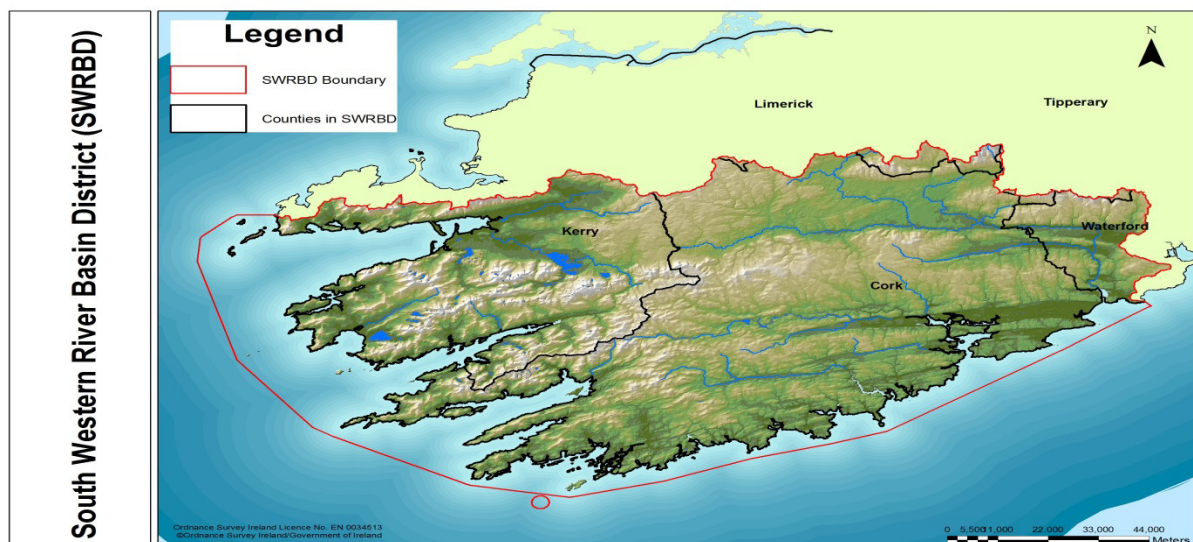 South Western River Basin District (SWRBD)
Legend
SWRBD Boundary
Counties in SWRBD
N
Limerick
Tipperary
Kerry
Waterford
Cork
Ordnance Survey Ireland Licence No. EN 0034513
©Ordnance Survey Ireland/Government of Ireland
0 5,500 11,000 22,000 33,000 44,000
Meters